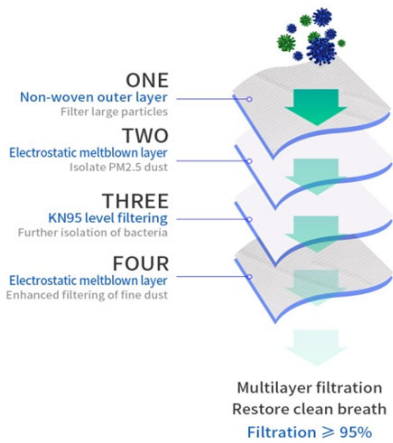 ONE
Non-woven outer layer
Filter large particles
TWO
Electrostatic meltblown layer
Isolate PM2.5 dust
THREE
KN95 level filtering
Further isolation of bacteria
FOUR
Electrostatic meltblown layer
Enhanced filtering of fine dust
Multilayer filtration
Restore clean breath
Filtration ⩾ 95%